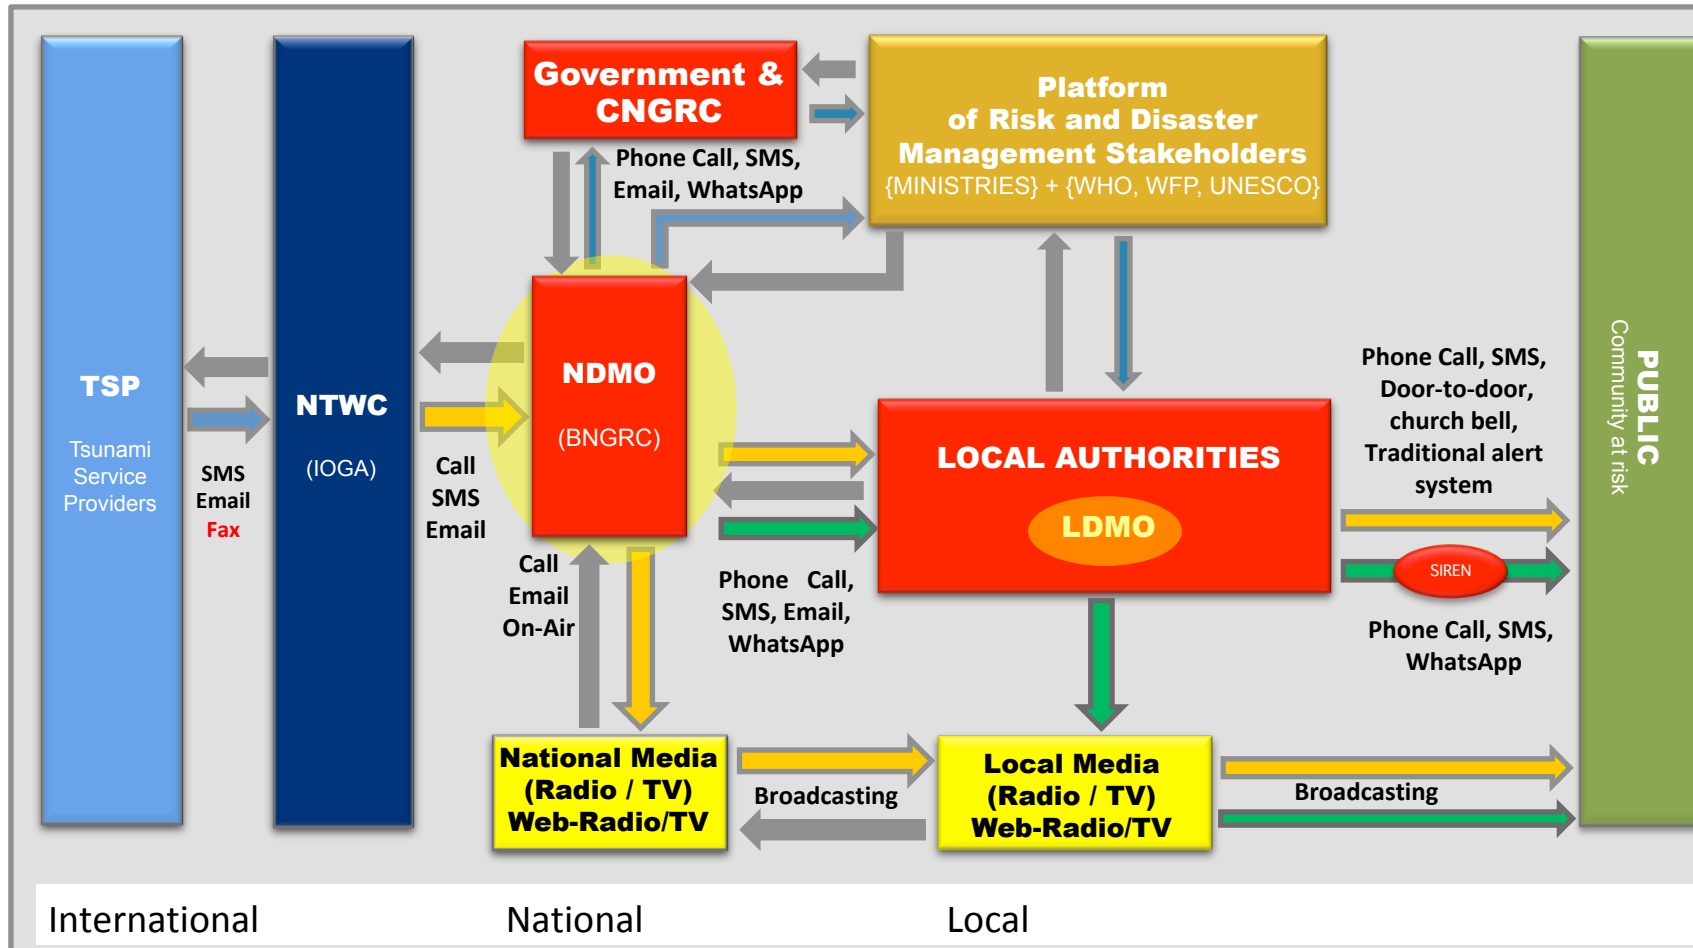 TSP
Tsunami
Service
Providers
SMS
Email
Fax
NTWC
(IOGA)
Call
SMS
Email
Government &
CNGRC
Phone Call, SMS,
Email, WhatsApp
Platform
of Risk and Disaster
Management Stakeholders
{MINISTRIES} + {WHO, WFP, UNESCO}
NDMO
(BNGRC)
Call
Email
On-Air
Phone Call,
SMS, Email,
WhatsApp
LOCAL AUTHORITIES
LDMO
Phone Call, SMS,
Door-to-door,
church bell,
Traditional alert
system
SIREN
Phone Call, SMS,
WhatsApp
PUBLIC
Community at risk
National Media
(Radio / TV)
Web-Radio/TV
Broadcasting
Local Media
(Radio / TV)
Web-Radio/TV
Broadcasting
International
National
Local